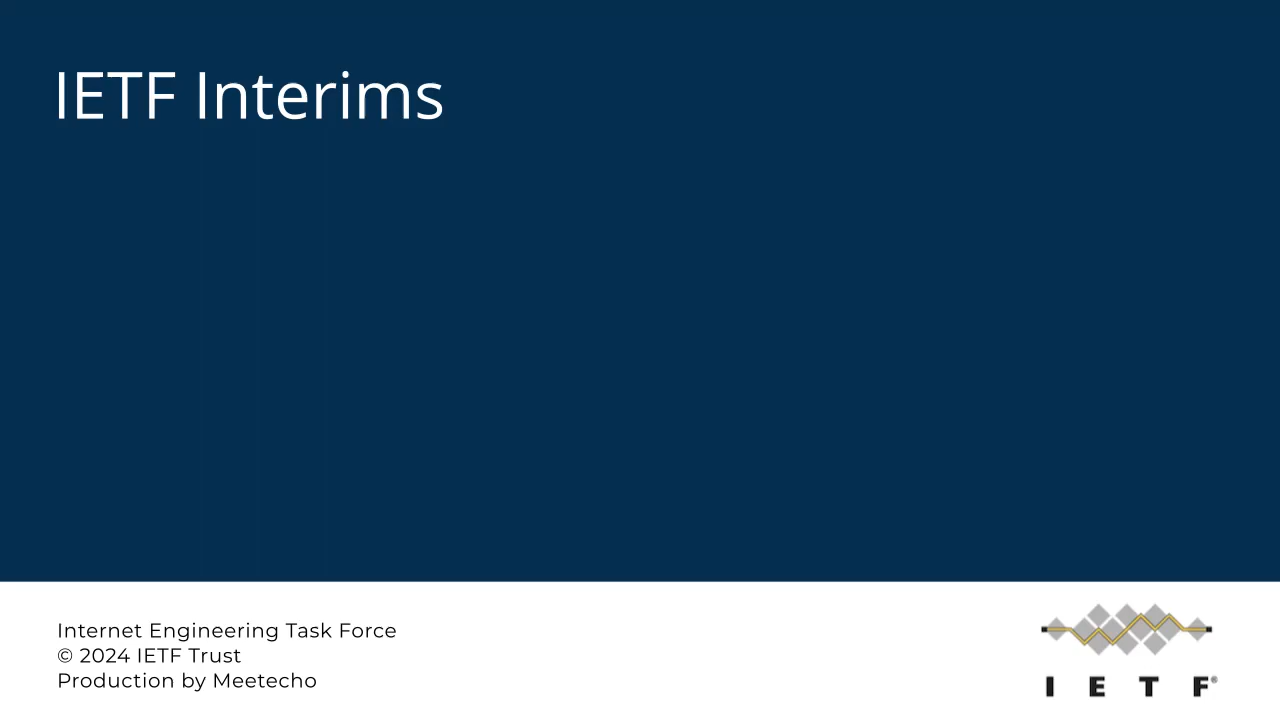 IETF Interims
Internet Engineering Task Force
© 2024 IETF Trust
Production by Meetecho
I E T F®